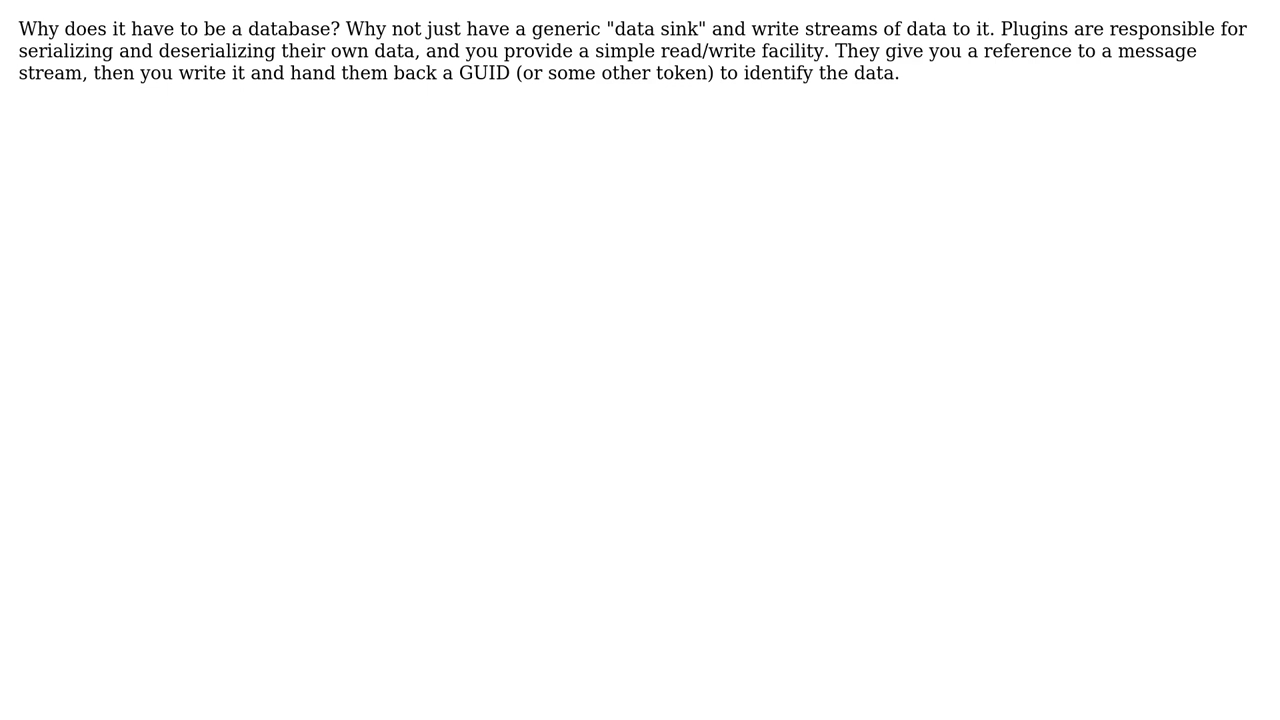 Why does it have to be a database? Why not just have a generic "data sink" and write streams of data to it. Plugins are responsible for
serializing and deserializing their own data, and you provide a simple read/write facility. They give you a reference to a message
stream, then you write it and hand them back a GUID (or some other token) to identify the data.